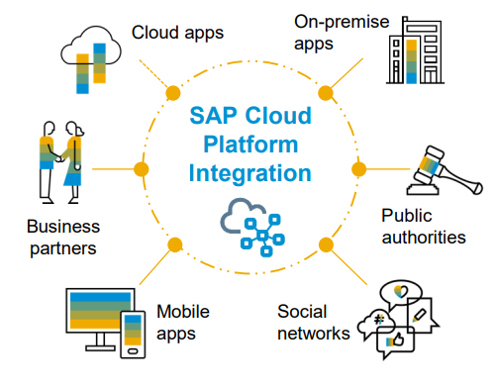 Cloud apps
On-premise
apps
SAP Cloud
Platform
Integration
Business
partners
Public
authorities
Mobile
apps
Social
networks
#